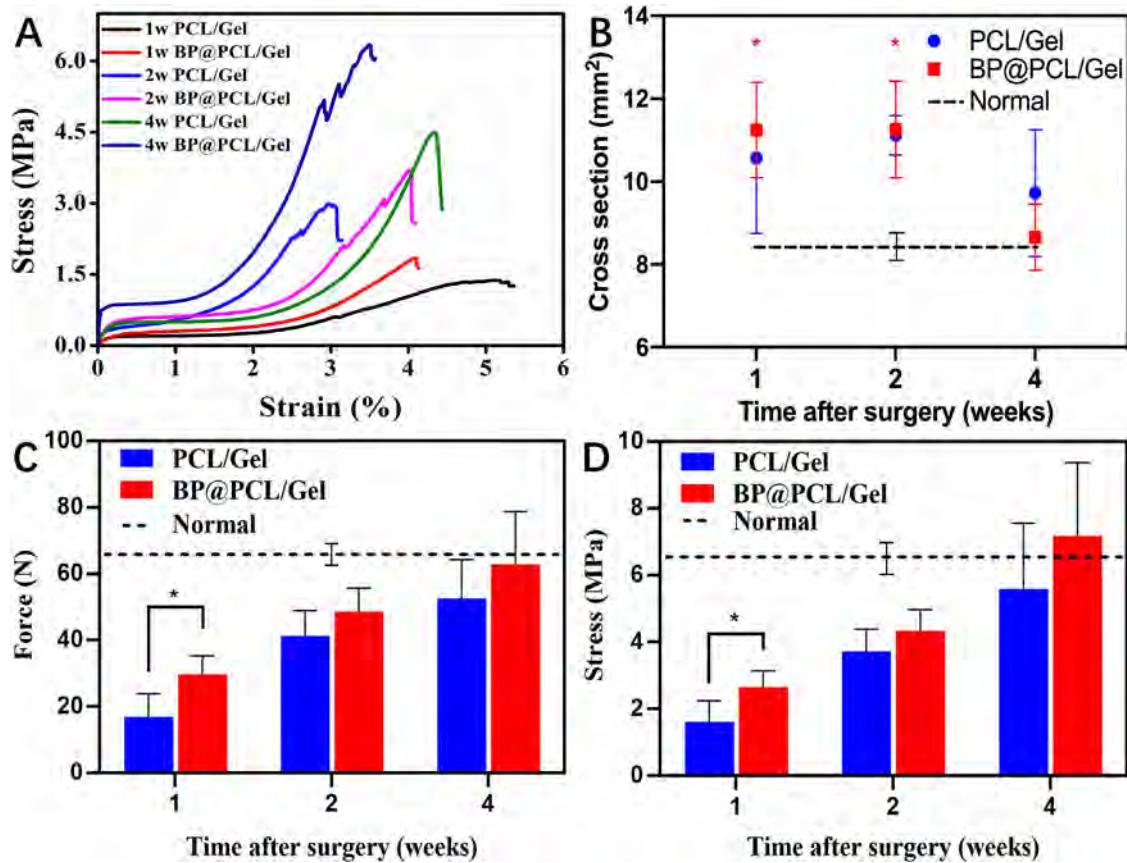 A
1w PCL/Gel
1w BP@PCL/Gel
2w PCL/Gel
2w BP@PCL/Gel
4w PCL/Gel
4w BP@PCL/Gel
Stress (MPa)
6.0
4.5
3.0
1.5
0.0
0 1 2 3 4 5 6
Strain (%)
B
PCL/Gel
BP@PCL/Gel
Normal
* *
Cross section (mm²)
14
12
10
8
6
1 2 4
Time after surgery (weeks)
C
PCL/Gel
BP@PCL/Gel
Normal
*
Force (N)
100
80
60
40
20
0
1 2 4
Time after surgery (weeks)
D
PCL/Gel
BP@PCL/Gel
Normal
*
Stress (MPa)
10
8
6
4
2
0
1 2 4
Time after surgery (weeks)